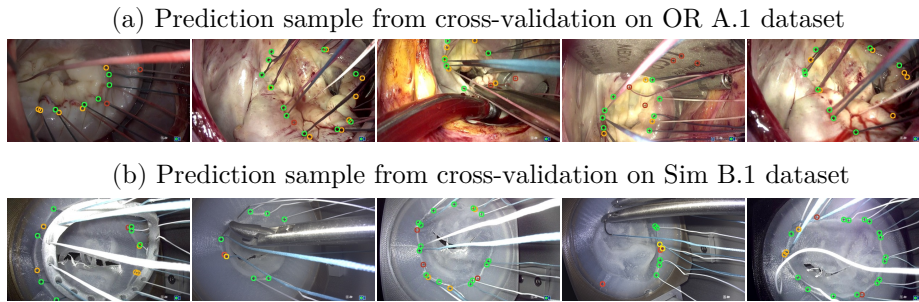 (a) Prediction sample from cross-validation on OR A.1 dataset
(b) Prediction sample from cross-validation on Sim B.1 dataset